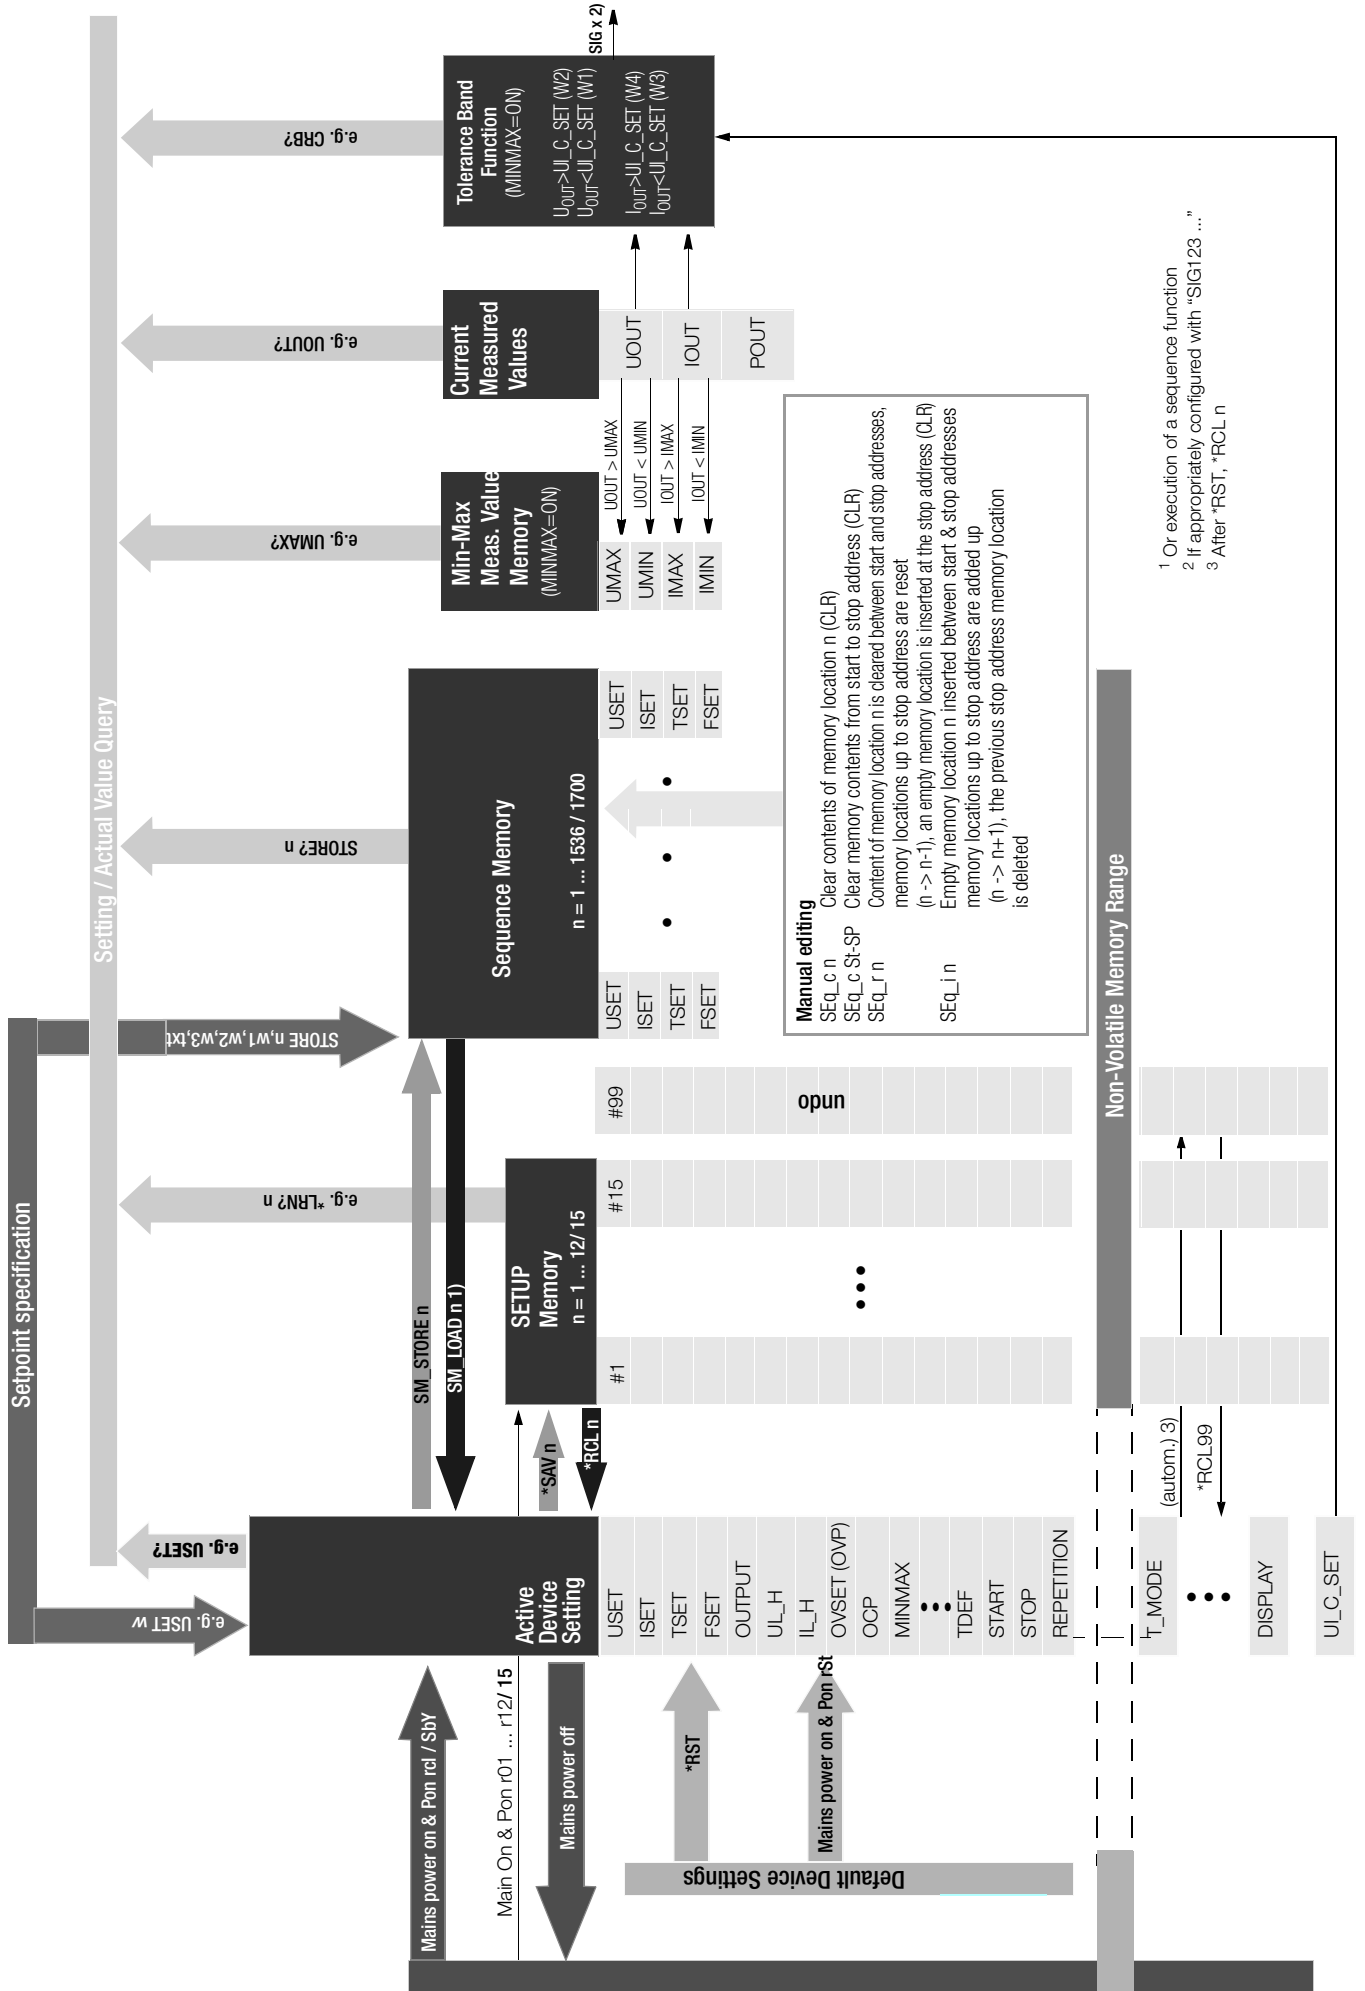 Setpoint specification
Setting / Actual Value Query
e.g. USET w
e.g. USET?
STORE n,w1,w2,w3,txt
e.g. *LRN? n
STORE? n
e.g. UMAX?
e.g. UOUT?
e.g. CRB?
Mains power on & Pon rcl / SbY
Main On & Pon r01 ... r12/ 15
Mains power off
Active
Device
Setting
SM_STORE n
SM_LOAD n 1)
*SAV n
*RCL n
SETUP
Memory
n = 1 ... 12/ 15
Sequence Memory
n = 1 ... 1536 / 1700
Min-Max
Meas. Value
Memory
(MINMAX=ON)
Current
Measured
Values
Tolerance Band
Function
(MINMAX=ON)
UOUT>UI_C_SET (W2)
UOUT<UI_C_SET (W1)
IOUT>UI_C_SET (W4)
IOUT<UI_C_SET (W3)
SIG x 2)
Default Device Settings
*RST
Mains power on & Pon rSt
USET
ISET
TSET
FSET
OUTPUT
UL_H
IL_H
OVSET (OVP)
OCP
MINMAX
TDEF
START
STOP
REPETITION
T_MODE
DISPLAY
UI_C_SET
#1
#15
#99
undo
USET
ISET
TSET
FSET
USET
ISET
TSET
FSET
UMAX
UMIN
IMAX
IMIN
UOUT > UMAX
UOUT < UMIN
IOUT > IMAX
IOUT < IMIN
UOUT
IOUT
POUT
Manual editing
SEq_c n Clear contents of memory location n (CLR)
SEq_c St-SP Clear memory contents from start to stop address (CLR)
SEq_r n Content of memory location n is cleared between start and stop addresses,
memory locations up to stop address are reset
(n -> n-1), an empty memory location is inserted at the stop address (CLR)
SEq_i n Empty memory location n inserted between start & stop addresses
memory locations up to stop address are added up
(n -> n+1), the previous stop address memory location
is deleted
Non-Volatile Memory Range
(autom.) 3)
*RCL99
1 Or execution of a sequence function
2 If appropriately configured with “SIG123 ...”
3 After *RST, *RCL n